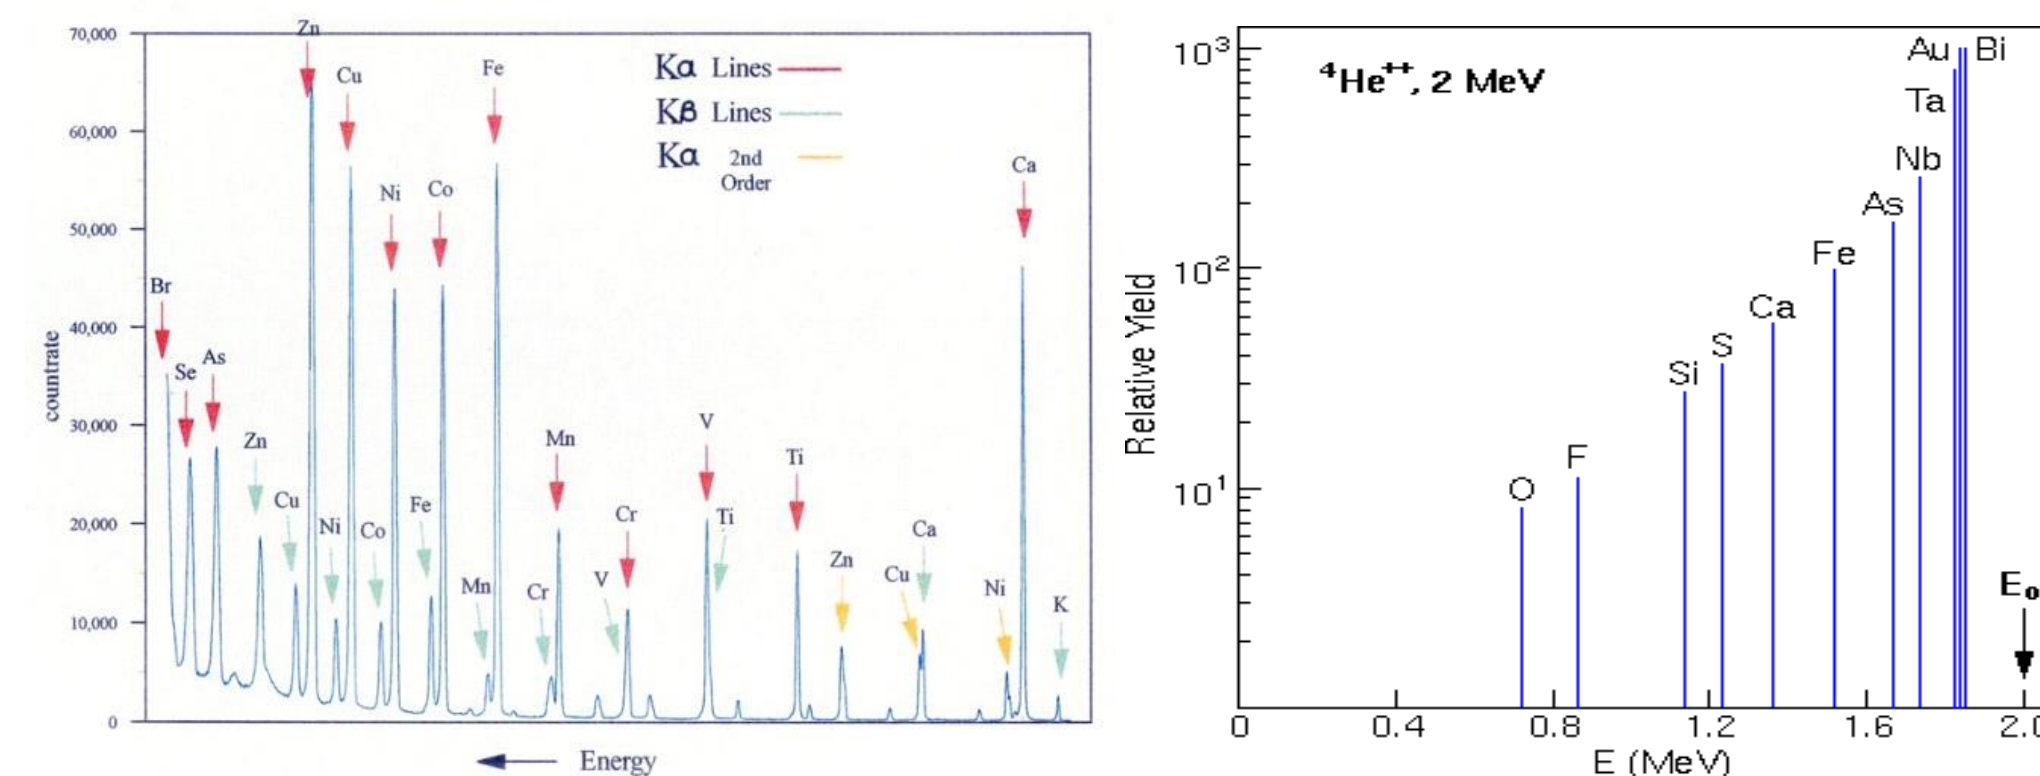 70,000
60,000
50,000
40,000
30,000
20,000
10,000
0
countrate
Energy
Kα Lines
Kβ Lines
Kα 2nd
Order
Br
Se
As
Zn
Cu
Zn
Ni
Cu
Co
Ni
Fe
Co
Mn
Fe
Cr
Mn
V
Cr
V
Ti
Ti
Zn
Cu
Ca
Ni
Ca
K
⁴He⁺⁺, 2 MeV
10³
10²
10¹
Relative Yield
O
F
Si
S
Ca
Fe
As
Nb
Ta
Au Bi
E₀
0 0.4 0.8 1.2 1.6
E (MeV)